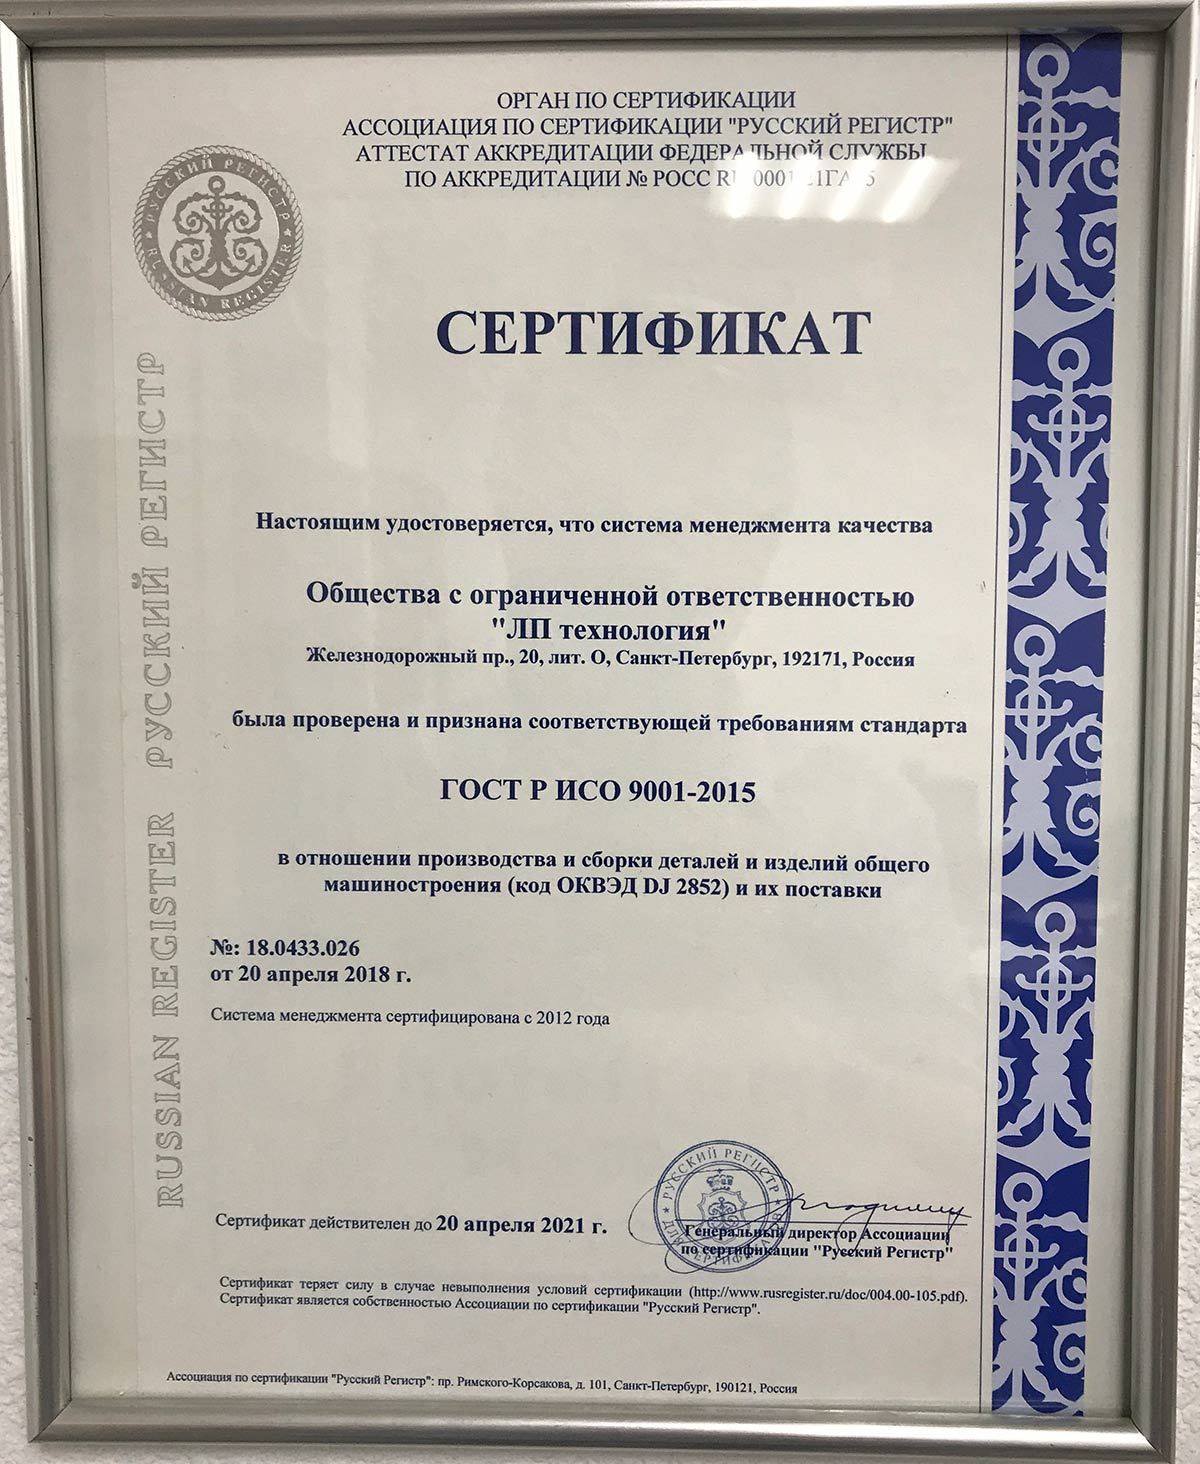 ОРГАН ПО СЕРТИФИКАЦИИ
АССОЦИАЦИЯ ПО СЕРТИФИКАЦИИ "РУССКИЙ РЕГИСТР"
АТТЕСТАТ АККРЕДИТАЦИИ ФЕДЕРАЛЬНОЙ СЛУЖБЫ
ПО АККРЕДИТАЦИИ № РОСС
РУССКИЙ РЕГИСТР
RUSSIAN REGISTER
СЕРТИФИКАТ
RUSSIAN REGISTER РУССКИЙ РЕГИСТР
Настоящим удостоверяется, что система менеджмента качества
Общества с ограниченной ответственностью
"ЛП технология"
Железнодорожный пр., 20, лит. О, Санкт-Петербург, 192171, Россия
была проверена и признана соответствующей требованиям стандарта
ГОСТ Р ИСО 9001-2015
в отношении производства и сборки деталей и изделий общего
машиностроения (код ОКВЭД DJ 2852) и их поставки
№: 18.0433.026
от 20 апреля 2018 г.
Система менеджмента сертифицирована с 2012 года
Сертификат действителен до 20 апреля 2021 г.
РУССКИЙ РЕГИСТР
Генеральный директор Ассоциации
по сертификации "Русский Регистр"
Сертификат теряет силу в случае невыполнения условий сертификации (http://www.rusregister.ru/doc/004.00-105.pdf).
Сертификат является собственностью Ассоциации по сертификации "Русский Регистр".
Ассоциация по сертификации "Русский Регистр": пр. Римского-Корсакова, д. 101, Санкт-Петербург, 190121, Россия